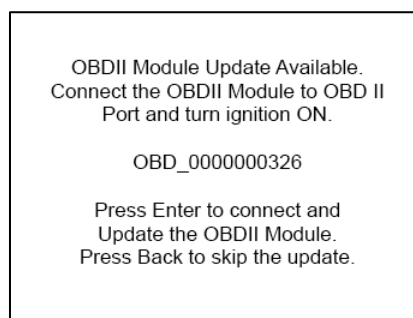 OBDII Module Update Available.
Connect the OBDII Module to OBD II
Port and turn ignition ON.
OBD_0000000326
Press Enter to connect and
Update the OBDII Module.
Press Back to skip the update.